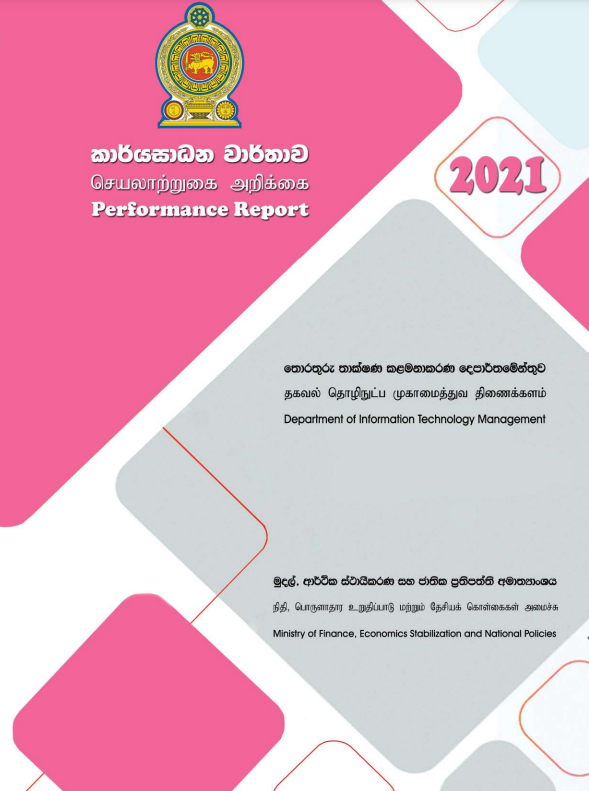 කාර්යසාධන වාර්තාව
செயலாற்றுகை அறிக்கை
Performance Report
2021
තොරතුරු තාක්ෂණ කළමනාකරණ දෙපාර්තමේන්තුව
தகவல் தொழிநுட்ப முகாமைத்துவ திணைக்களம்
Department of Information Technology Management
මුදල්, ආර්ථික ස්ථායීකරණ සහ ජාතික ප්‍රතිපත්ති අමාත්‍යාංශය
நிதி, பொருளாதார உறுதிப்பாடு மற்றும் தேசியக் கொள்கைகள் அமைச்சு
Ministry of Finance, Economics Stabilization and National Policies